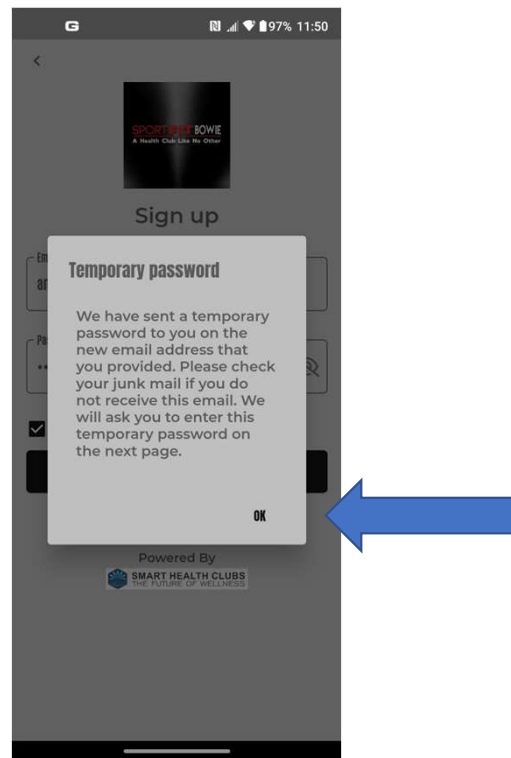 G 97% 11:50
SPORT BOWIE
A Health Club Like No Other
Sign up
Em
Temporary password
We have sent a temporary
password to you on the
new email address that
you provided. Please check
your junk mail if you do
not receive this email. We
will ask you to enter this
temporary password on
the next page.
OK
Powered By
SMART HEALTH CLUBS
THE FUTURE OF WELLNESS